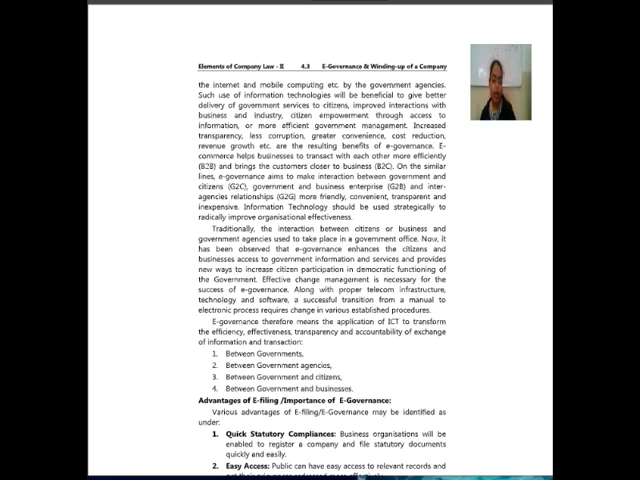 Elements of Company Law - II 4.3 E-Governance & Winding-up of a Company
the internet and mobile computing etc. by the government agencies.
Such use of information technologies will be beneficial to give better
delivery of government services to citizens, improved interactions with
business and industry, citizen empowerment through access to
information, or more efficient government management. Increased
transparency, less corruption, greater convenience, cost reduction,
revenue growth etc. are the resulting benefits of e-governance. E-
commerce helps businesses to transact with each other more efficiently
(B2B) and brings the customers closer to business (B2C). On the similar
lines, e-governance aims to make interaction between government and
citizens (G2C), government and business enterprise (G2B) and inter-
agencies relationships (G2G) more friendly, convenient, transparent and
inexpensive. Information Technology should be used strategically to
radically improve organisational effectiveness.
Traditionally, the interaction between citizens or business and
government agencies used to take place in a government office. Now, it
has been observed that e-governance enhances the citizens and
businesses access to government information and services and provides
new ways to increase citizen participation in democratic functioning of
the Government. Effective change management is necessary for the
success of e-governance. Along with proper telecom infrastructure,
technology and software, a successful transition from a manual to
electronic process requires change in various established procedures.
E-governance therefore means the application of ICT to transform
the efficiency, effectiveness, transparency and accountability of exchange
of information and transaction:
1. Between Governments,
2. Between Government agencies,
3. Between Government and citizens,
4. Between Government and businesses.
Advantages of E-filing /Importance of E-Governance:
Various advantages of E-filing/E-Governance may be identified as
under:
1. Quick Statutory Compliances: Business organisations will be
enabled to register a company and file statutory documents
quickly and easily.
2. Easy Access: Public can have easy access to relevant records and